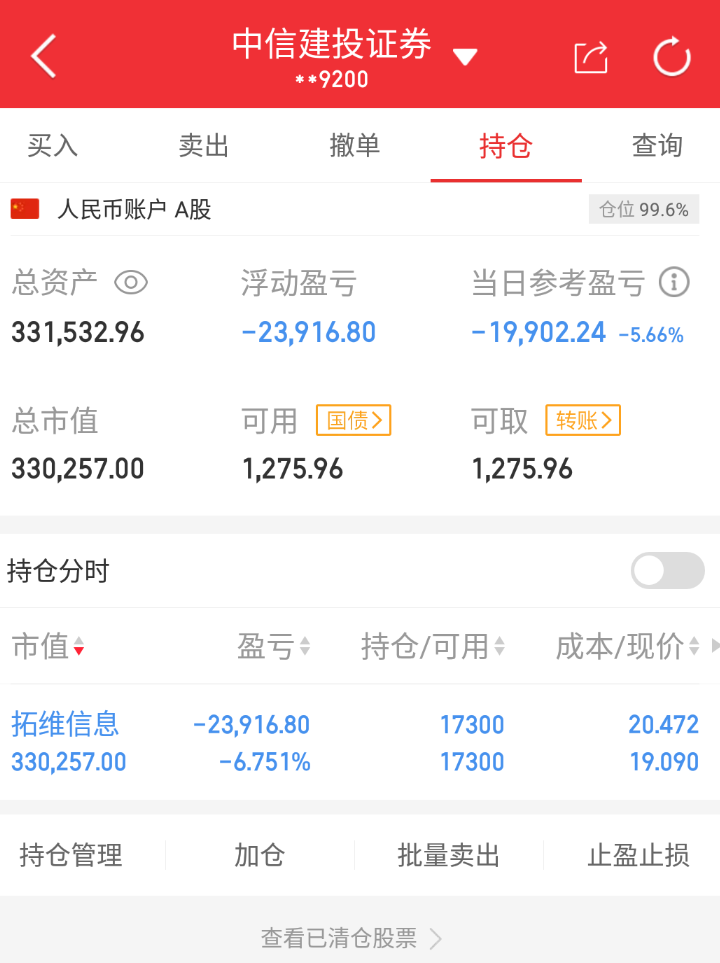 中信建投证券
**9200
买入 卖出 撤单 持仓 查询
人民币账户 A股 仓位 99.6%
总资产 浮动盈亏 当日参考盈亏
331,532.96 -23,916.80 -19,902.24 -5.66%
总市值 可用 国债> 可取 转账>
330,257.00 1,275.96 1,275.96
持仓分时
市值 盈亏 持仓/可用 成本/现价
拓维信息 -23,916.80 17300 20.472
330,257.00 -6.751% 17300 19.090
持仓管理 加仓 批量卖出 止盈止损
查看已清仓股票 >